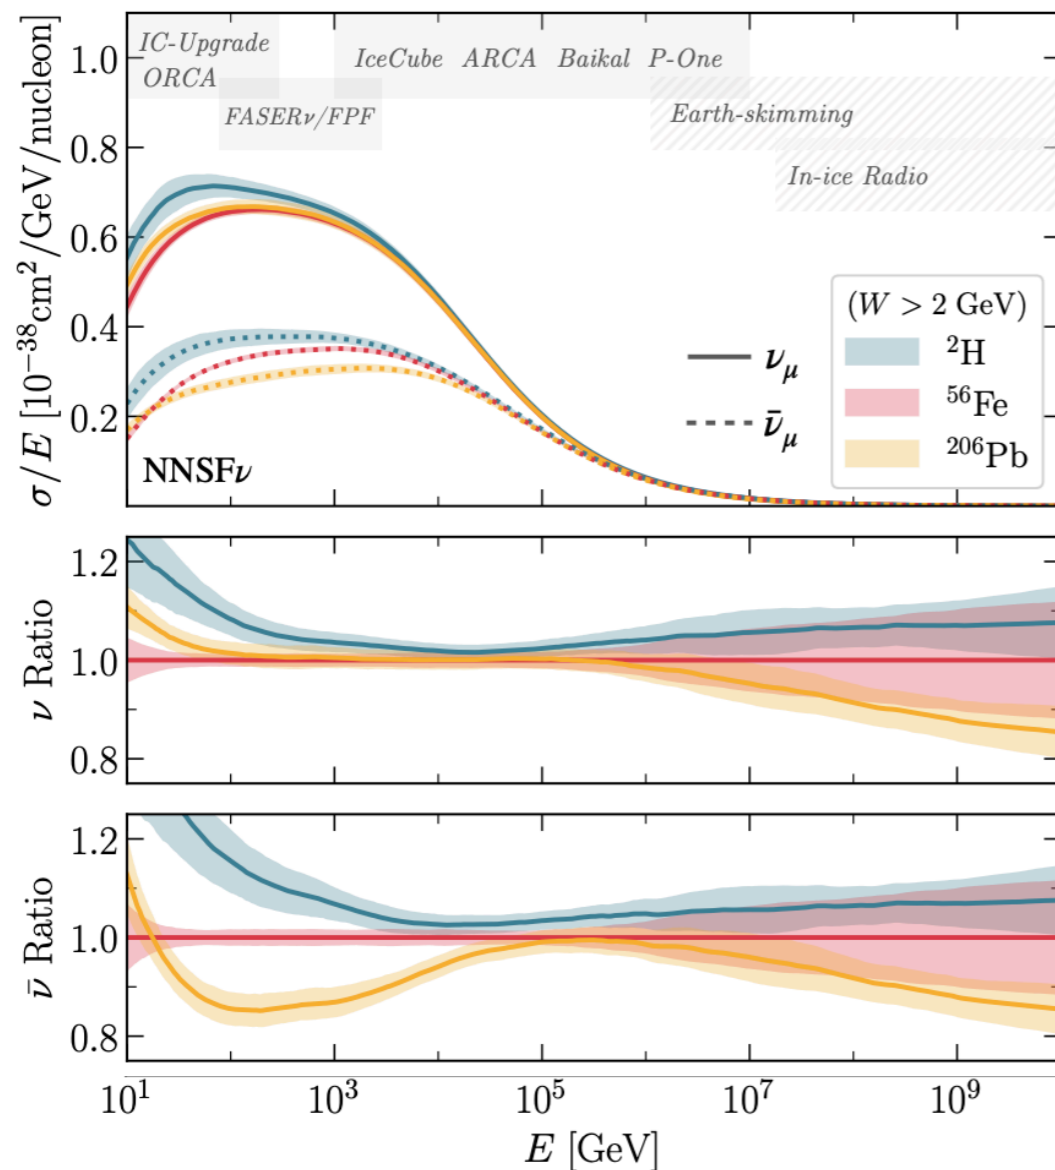 IC-Upgrade
ORCA
IceCube ARCA Baikal P-One
FASERν/FPF
Earth-skimming
In-ice Radio
1.0
0.8
0.6
0.4
0.2
σ/E [10⁻³⁸cm²/GeV/nucleon]
(W > 2 GeV)
²H
⁵⁶Fe
²⁰⁶Pb
ν_μ
ν̄_μ
NNSFν
1.2
1.0
0.8
ν Ratio
1.2
1.0
0.8
ν̄ Ratio
10¹ 10³ 10⁵ 10⁷ 10⁹
E [GeV]